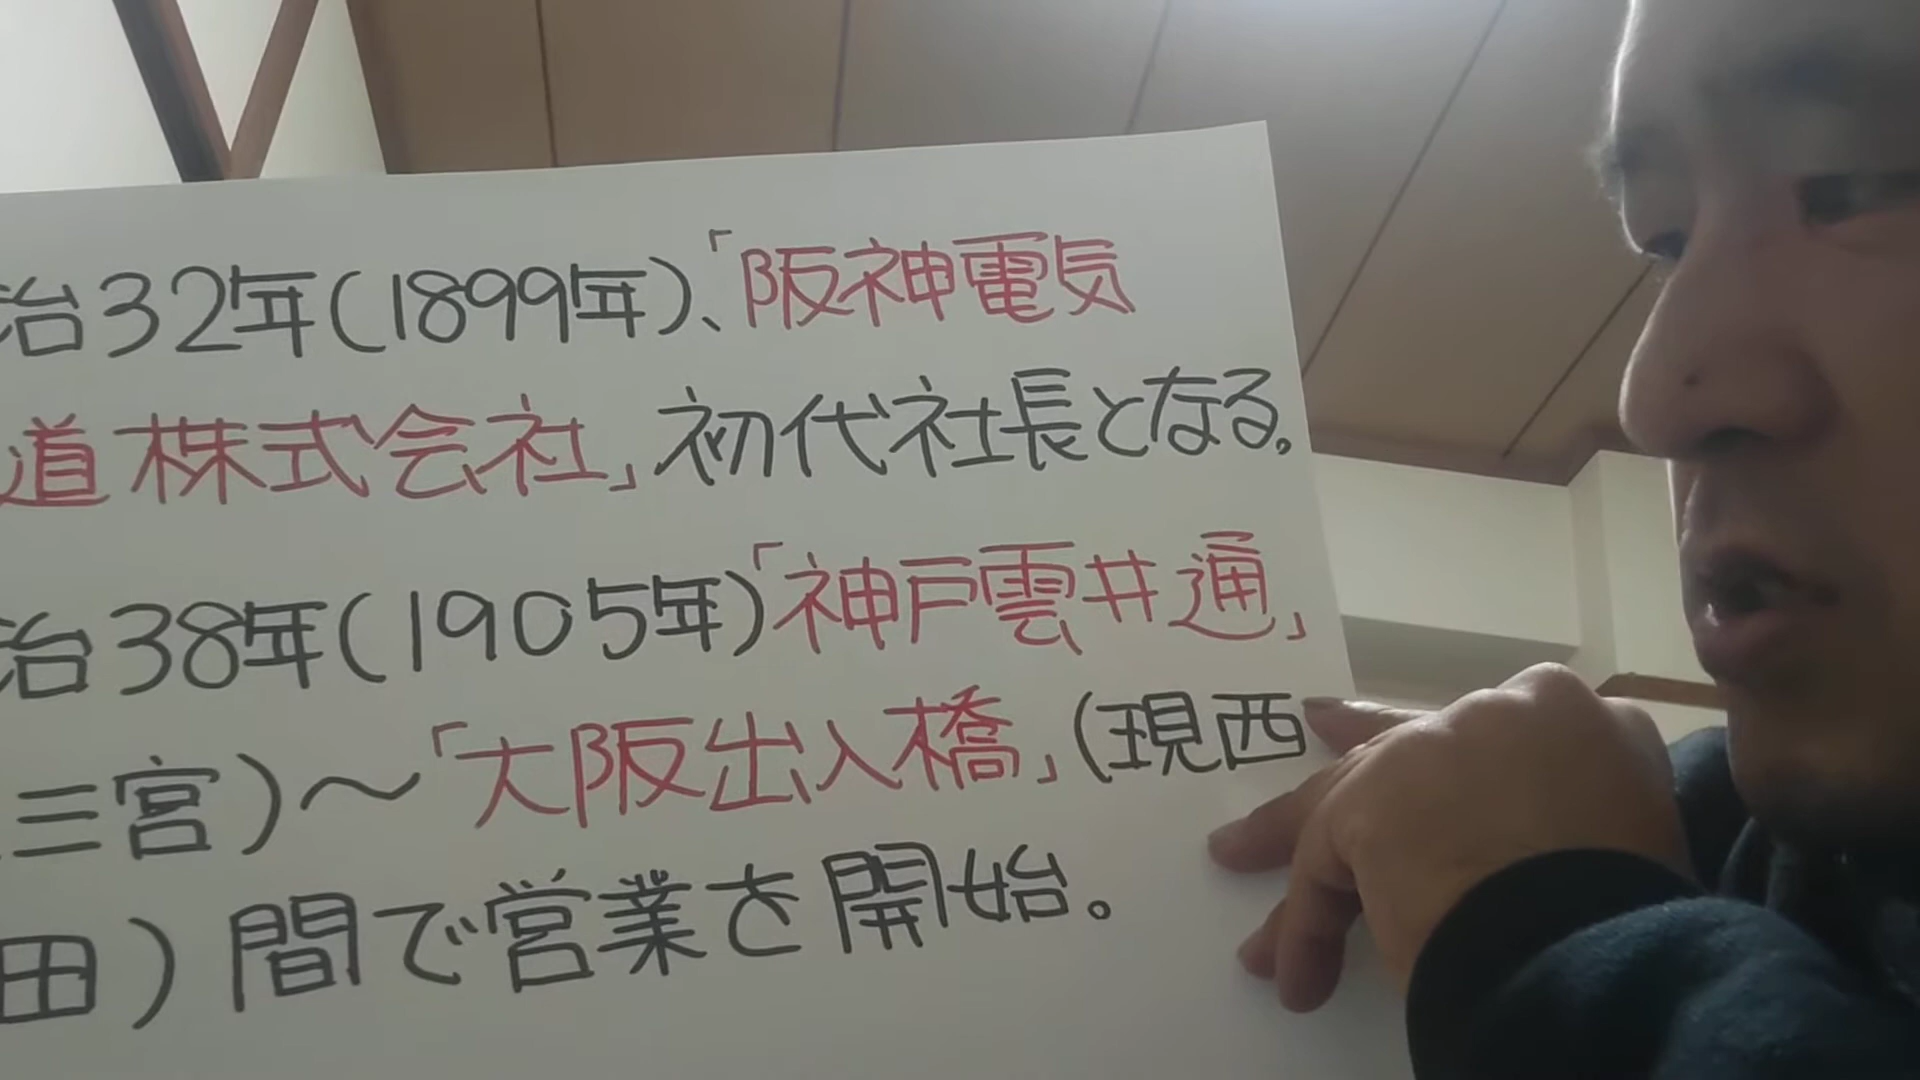 治32年(1899年)、「阪神電気
道株式会社」初代社長となる。
治38年(1905年)「神戸雲井通」
三宮)〜「大阪出入橋」(現西
田)間で営業を開始。